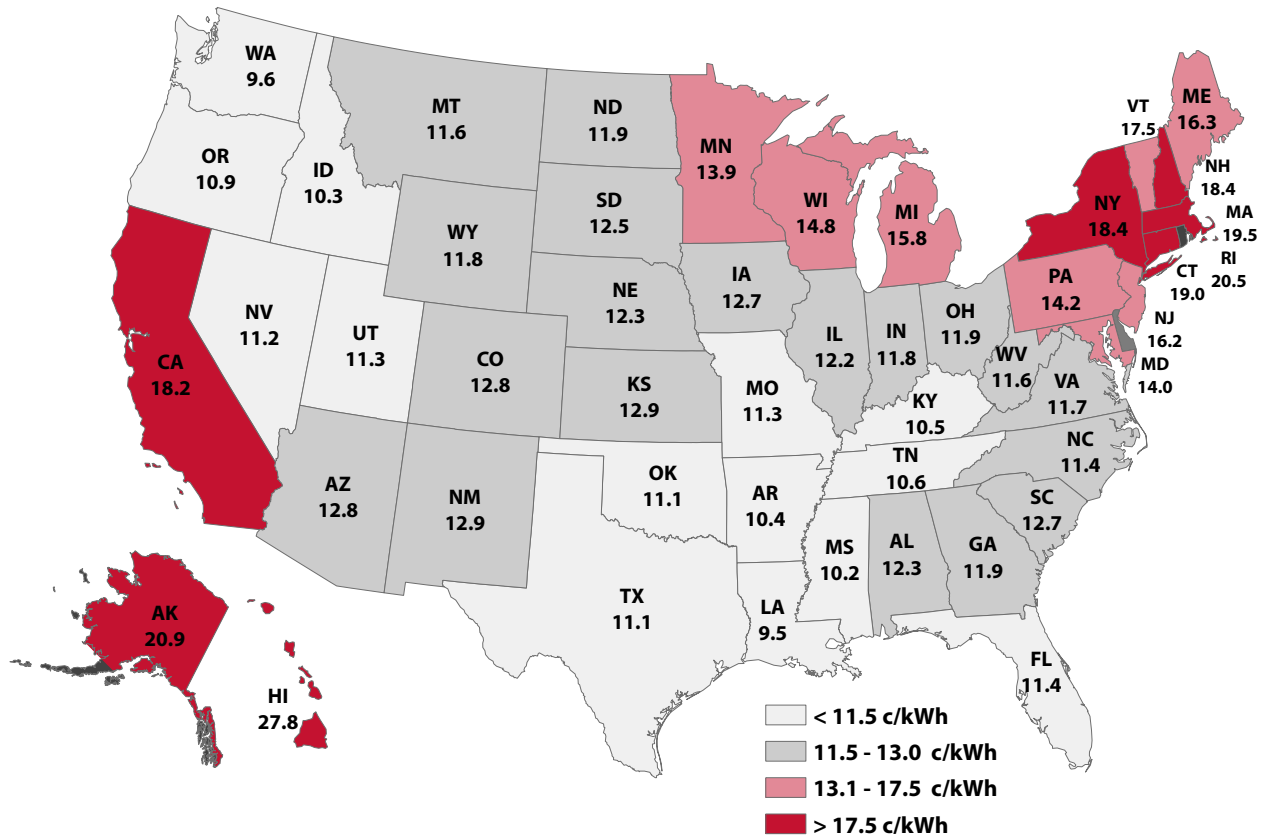 WA
9.6
OR
10.9
ID
10.3
MT
11.6
ND
11.9
MN
13.9
SD
12.5
WY
11.8
WI
14.8
MI
15.8
VT
17.5
ME
16.3
NH
18.4
NY
18.4
MA
19.5
RI
20.5
CT
19.0
PA
14.2
NJ
16.2
MD
14.0
CA
18.2
NV
11.2
UT
11.3
CO
12.8
NE
12.3
IA
12.7
KS
12.9
MO
11.3
IL
12.2
IN
11.8
OH
11.9
WV
11.6
VA
11.7
KY
10.5
NC
11.4
TN
10.6
SC
12.7
AZ
12.8
NM
12.9
OK
11.1
AR
10.4
MS
10.2
AL
12.3
GA
11.9
TX
11.1
LA
9.5
FL
11.4
AK
20.9
HI
27.8
< 11.5 c/kWh
11.5 - 13.0 c/kWh
13.1 - 17.5 c/kWh
> 17.5 c/kWh